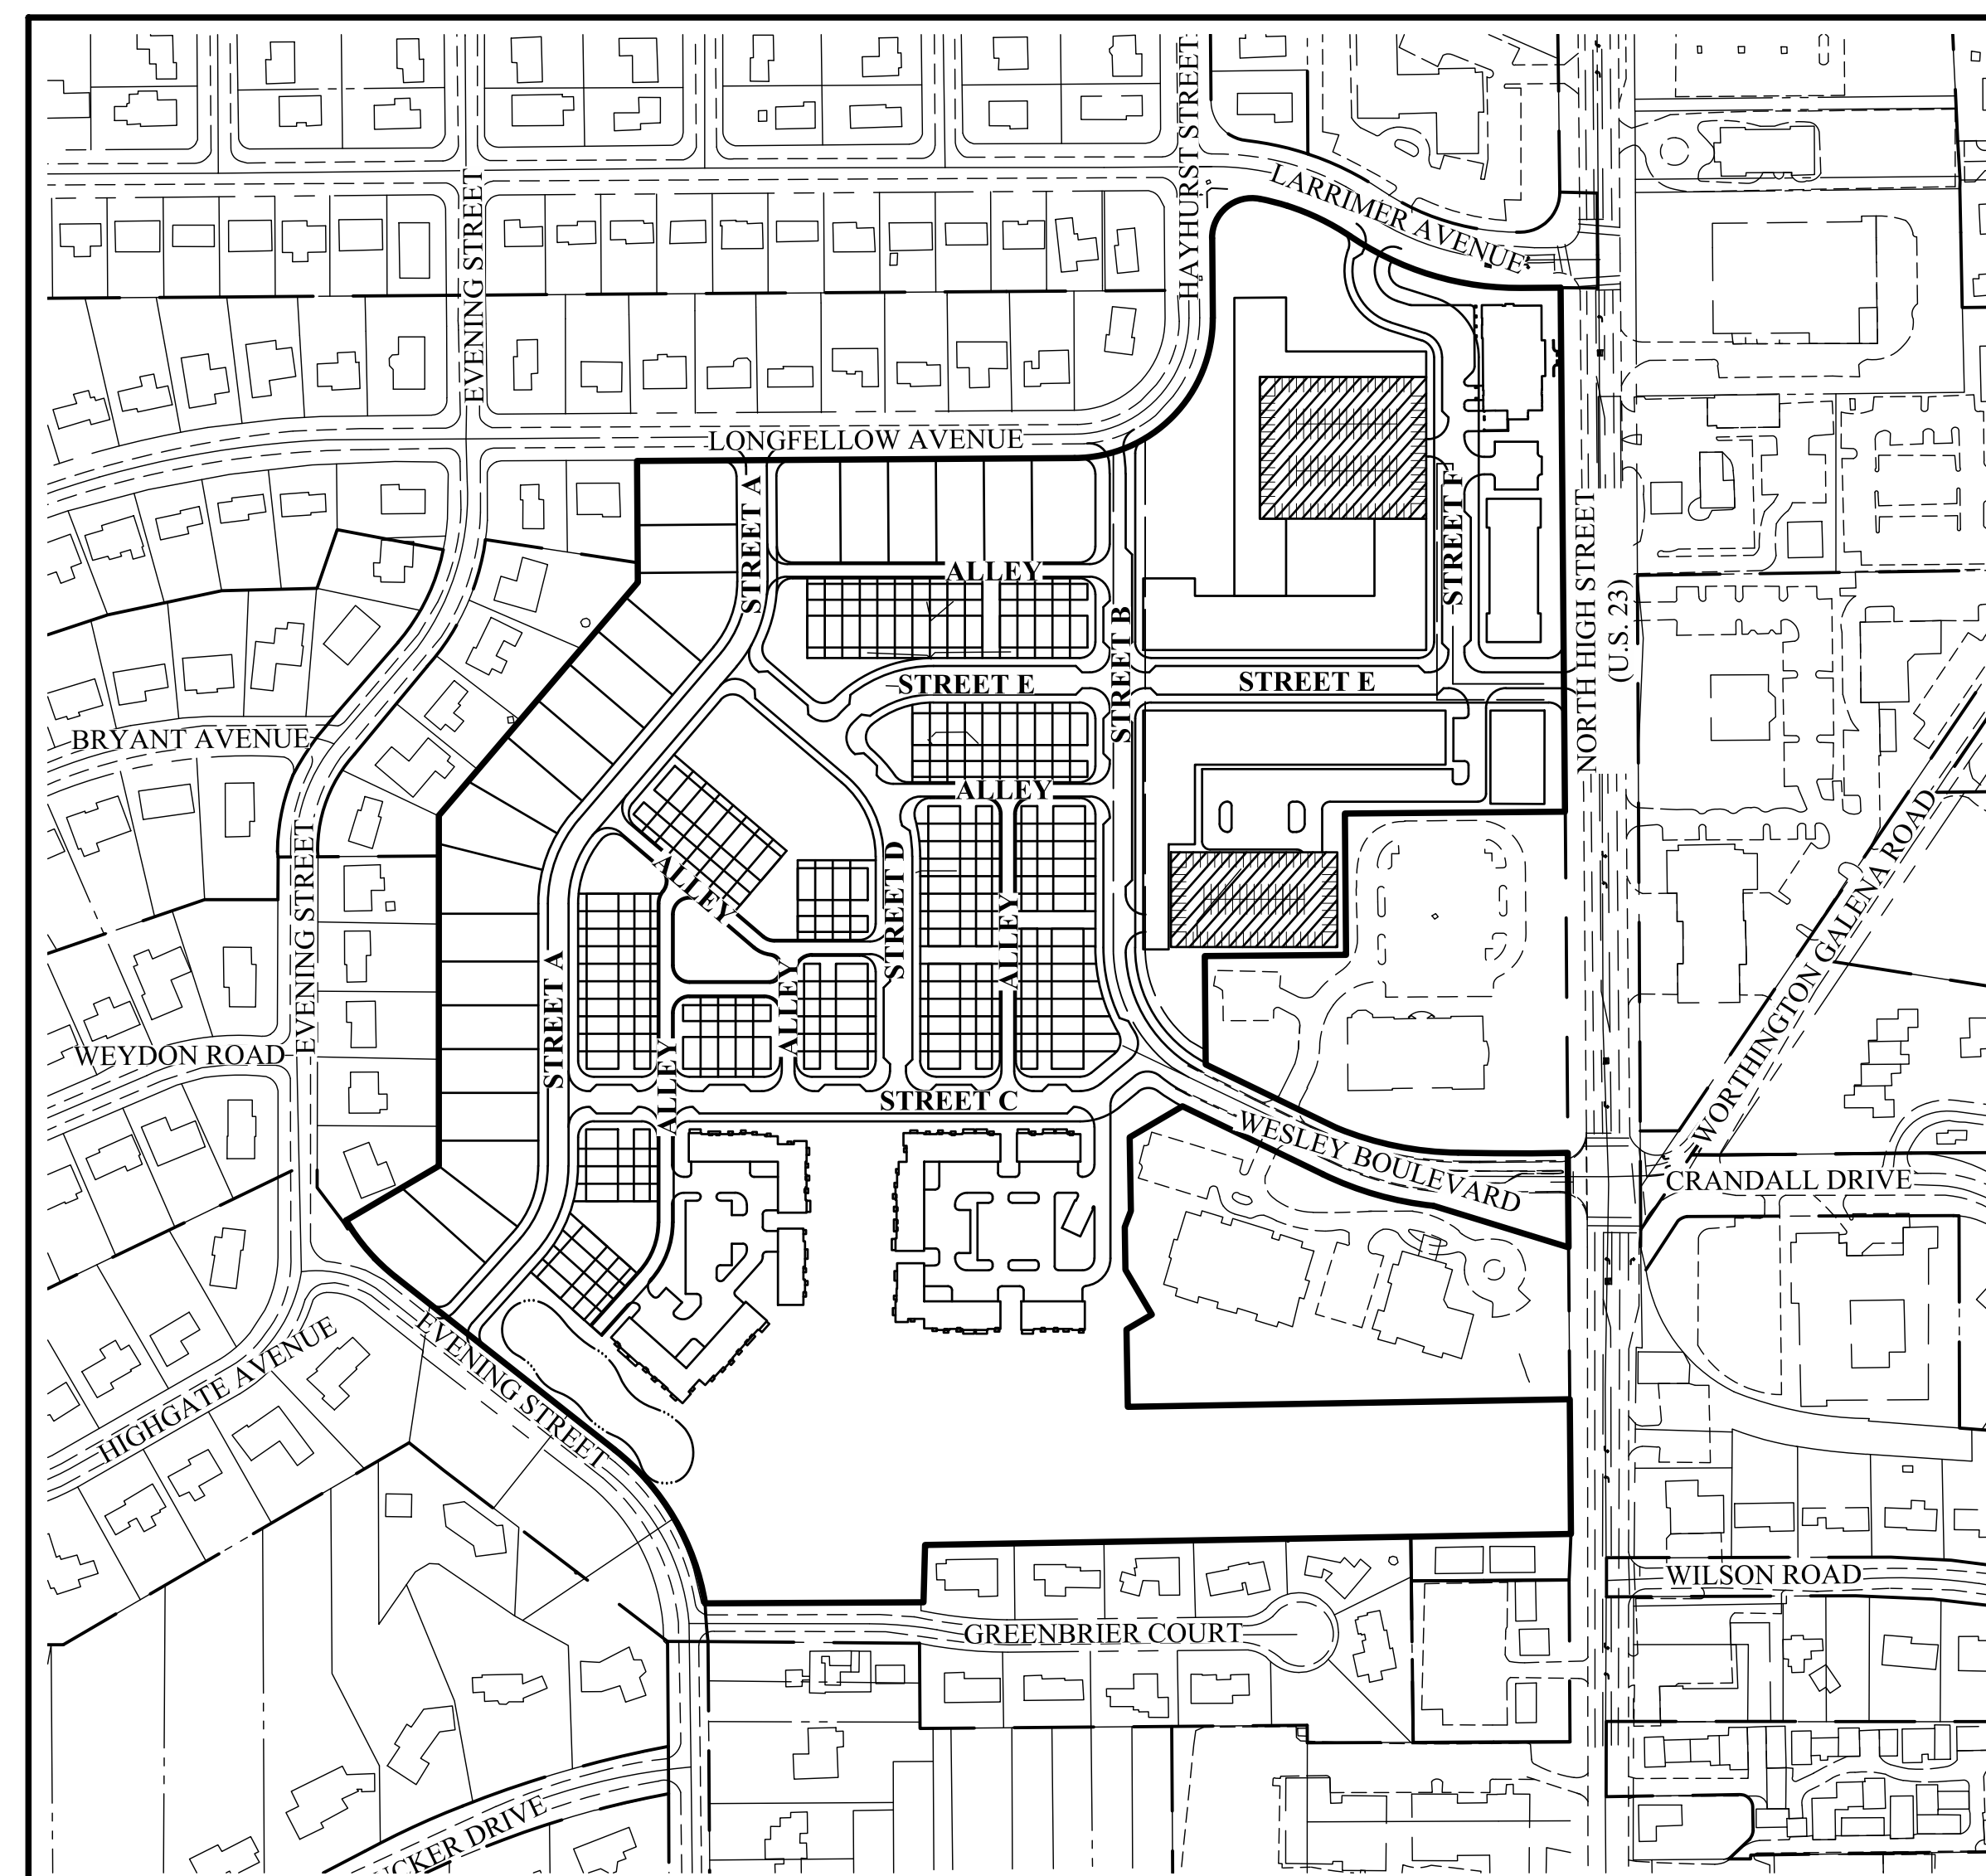 HAYHURST STREET
LARRIMER AVENUE
EVENING STREET
LONGFELLOW AVENUE
STREET A
STREET F
ALLEY
NORTH HIGH STREET
(U.S. 23)
STREET B
STREET E
STREET E
BRYANT AVENUE
ALLEY
WORTHINGTON GALENA ROAD
ALLEY
STREET D
EVENING STREET
ALLEY
STREET A
ALLEY
WEYDON ROAD
ALLEY
STREET C
WESLEY BOULEVARD
CRANDALL DRIVE
HIGHGATE AVENUE
EVENING STREET
WILSON ROAD
GREENBRIER COURT
DRIVE